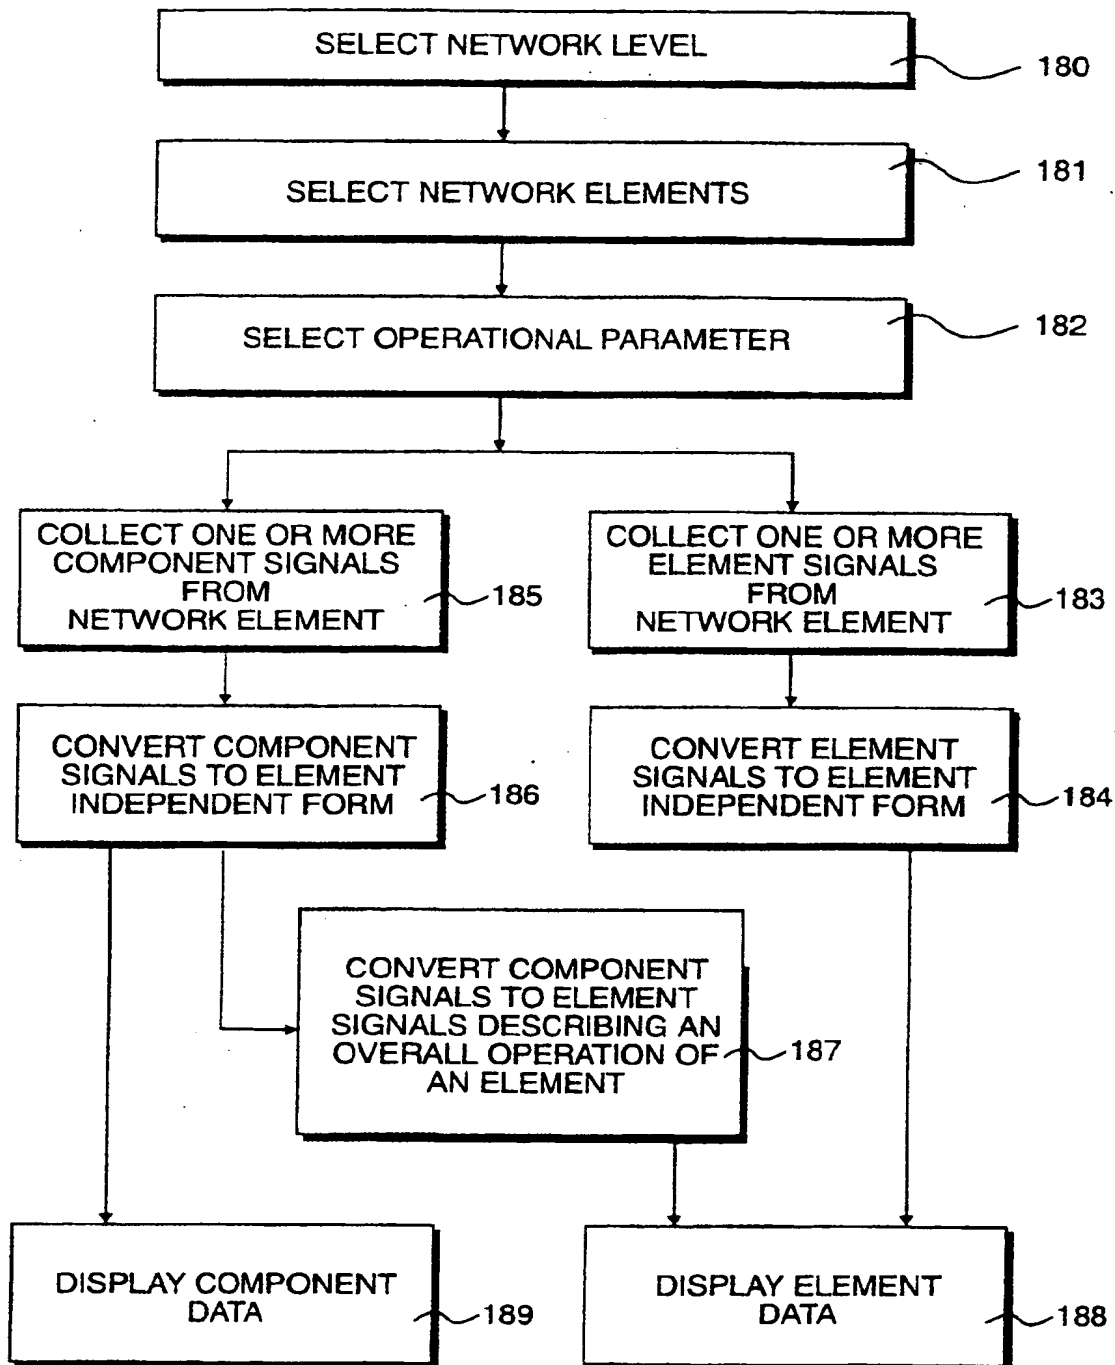 SELECT NETWORK LEVEL
180
SELECT NETWORK ELEMENTS
181
SELECT OPERATIONAL PARAMETER
182
COLLECT ONE OR MORE
COMPONENT SIGNALS
FROM
NETWORK ELEMENT
185
COLLECT ONE OR MORE
ELEMENT SIGNALS
FROM
NETWORK ELEMENT
183
CONVERT COMPONENT
SIGNALS TO ELEMENT
INDEPENDENT FORM
186
CONVERT ELEMENT
SIGNALS TO ELEMENT
INDEPENDENT FORM
184
CONVERT COMPONENT
SIGNALS TO ELEMENT
SIGNALS DESCRIBING AN
OVERALL OPERATION OF
AN ELEMENT
187
DISPLAY COMPONENT
DATA
189
DISPLAY ELEMENT
DATA
188